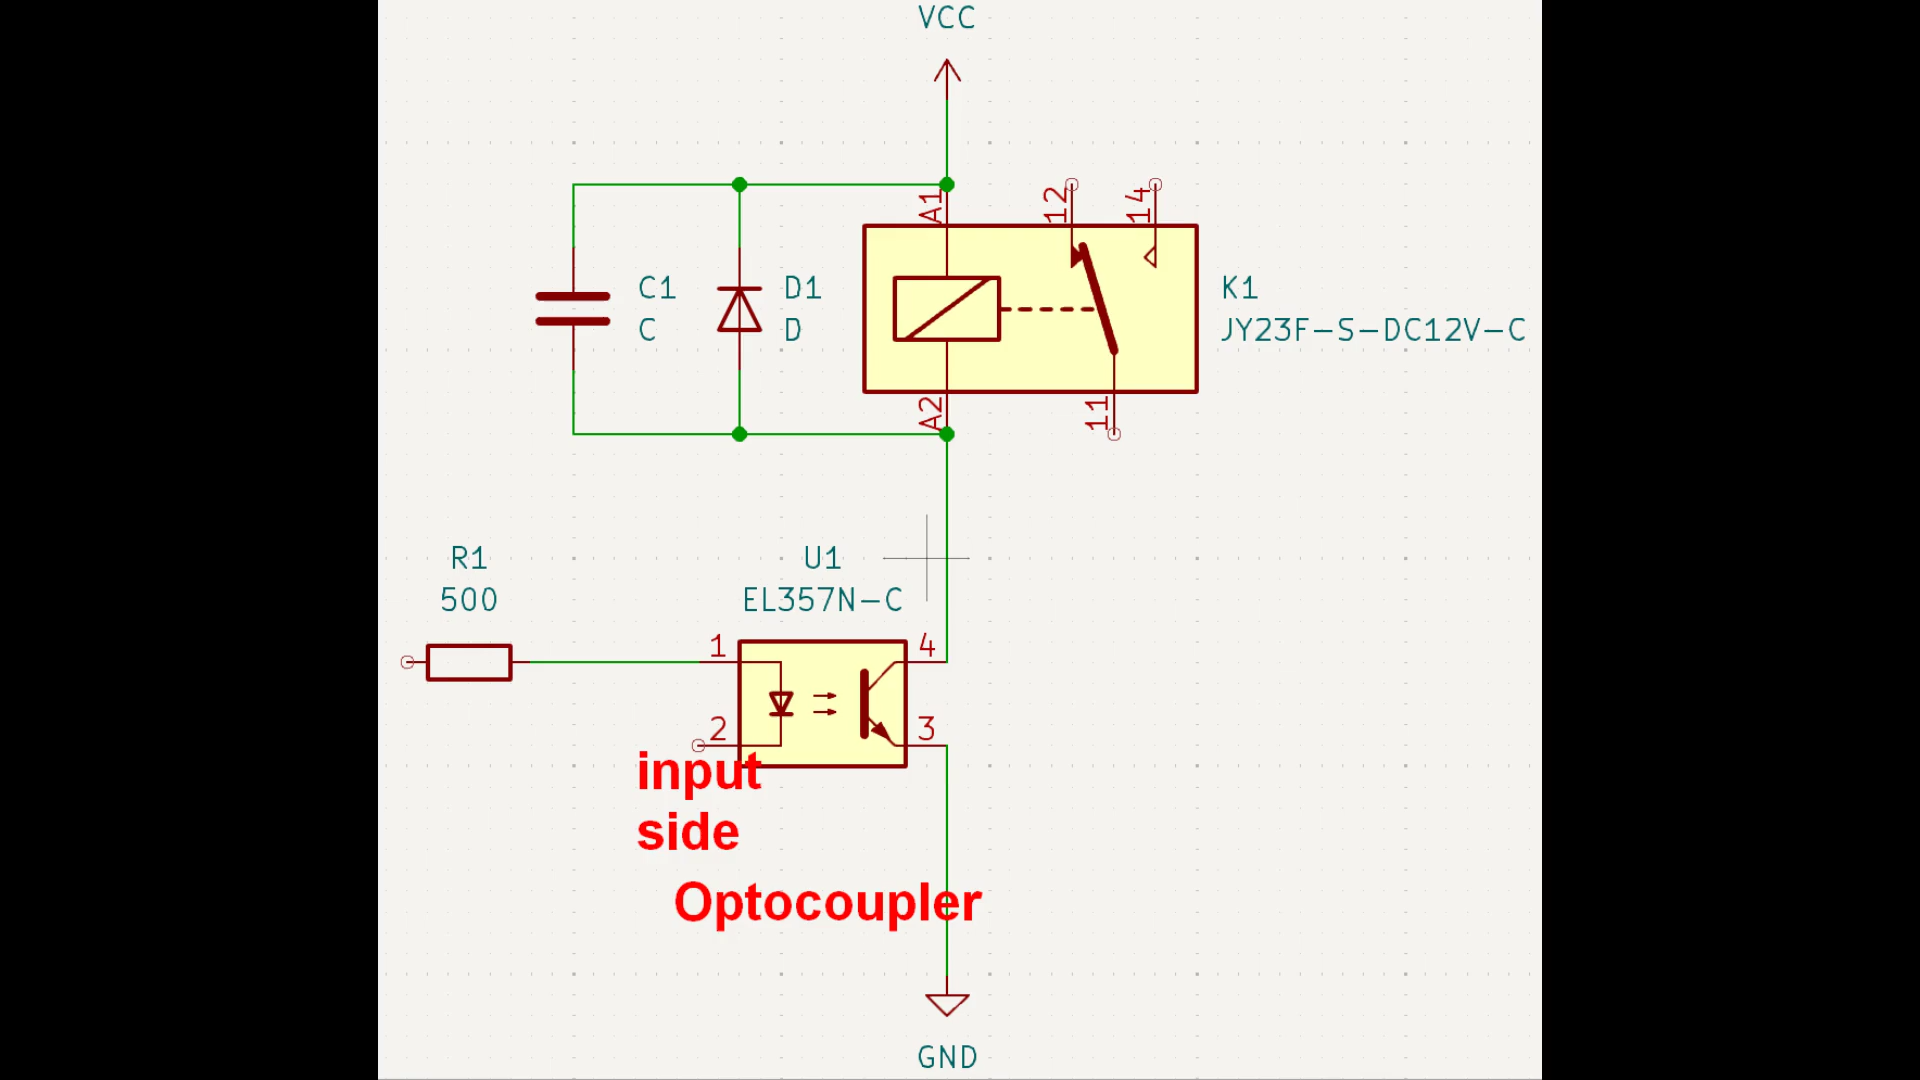 VCC
A1
12
14
C1
C
D1
D
K1
JY23F-S-DC12V-C
A2
11
R1
500
U1
EL357N-C
1
4
2
3
input
side
Optocoupler
GND